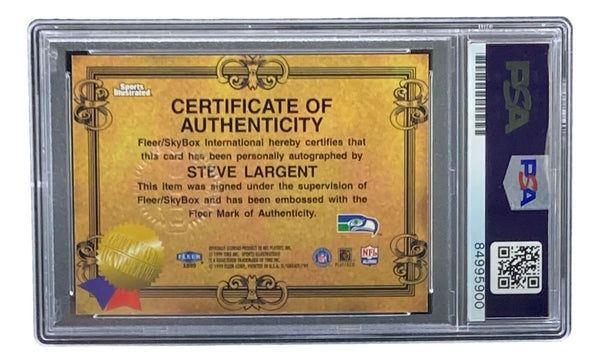 Sports
Illustrated
CERTIFICATE OF
AUTHENTICITY
Fleer/SkyBox International hereby certifies that
this card has been personally autographed by
STEVE LARGENT
This item was signed under the supervision of
Fleer/SkyBox and has been embossed with the
Fleer Mark of Authenticity.
FLEER
NFL
ALUMNI
PSA
PSA
84995900